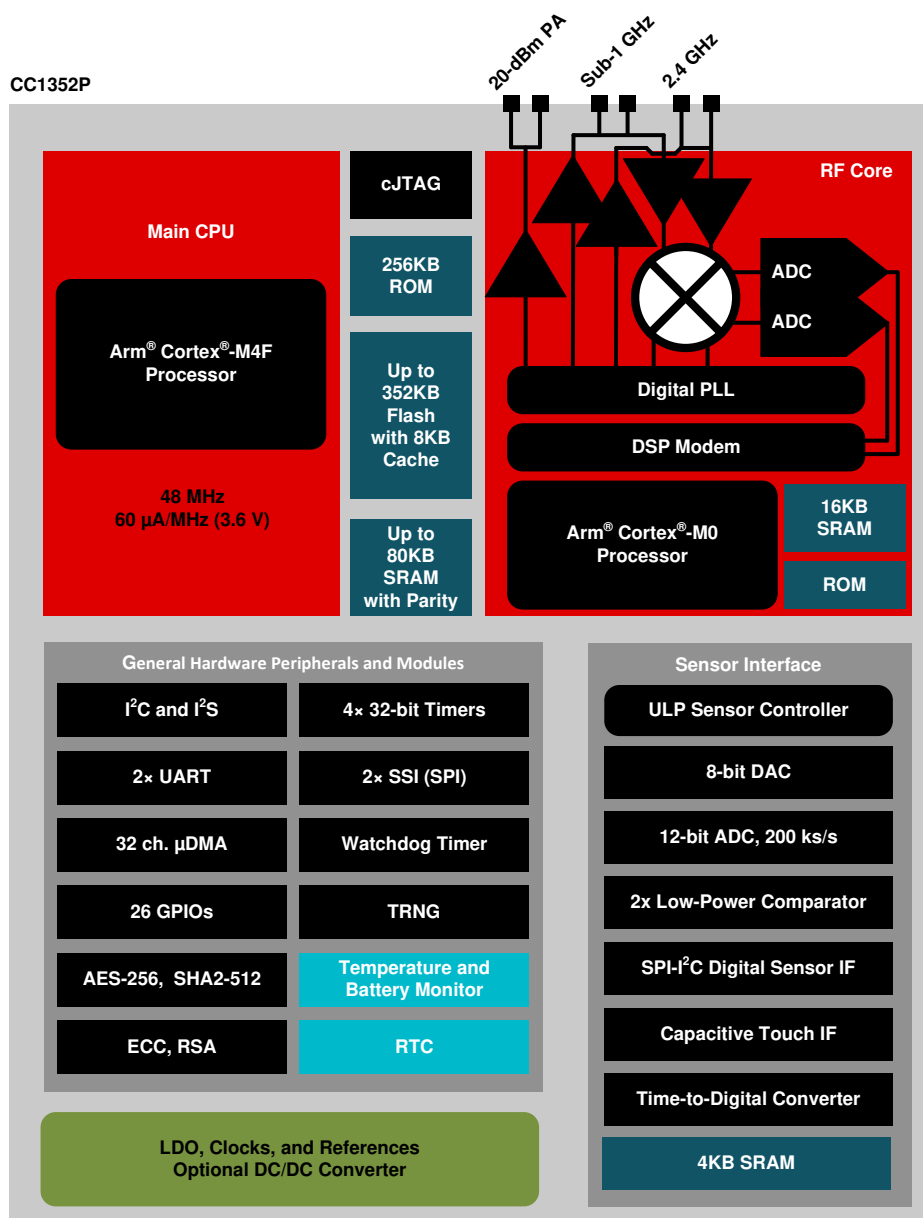 20-dBm PA
Sub-1 GHz
2.4 GHz
CC1352P
Main CPU
Arm® Cortex®-M4F
Processor
48 MHz
60 µA/MHz (3.6 V)
cJTAG
256KB
ROM
Up to
352KB
Flash
with 8KB
Cache
Up to
80KB
SRAM
with Parity
RF Core
ADC
ADC
Digital PLL
DSP Modem
Arm® Cortex®-M0
Processor
16KB
SRAM
ROM
General Hardware Peripherals and Modules
I²C and I²S
4× 32-bit Timers
2× UART
2× SSI (SPI)
32 ch. µDMA
Watchdog Timer
26 GPIOs
TRNG
AES-256, SHA2-512
Temperature and
Battery Monitor
ECC, RSA
RTC
LDO, Clocks, and References
Optional DC/DC Converter
Sensor Interface
ULP Sensor Controller
8-bit DAC
12-bit ADC, 200 ks/s
2x Low-Power Comparator
SPI-I²C Digital Sensor IF
Capacitive Touch IF
Time-to-Digital Converter
4KB SRAM